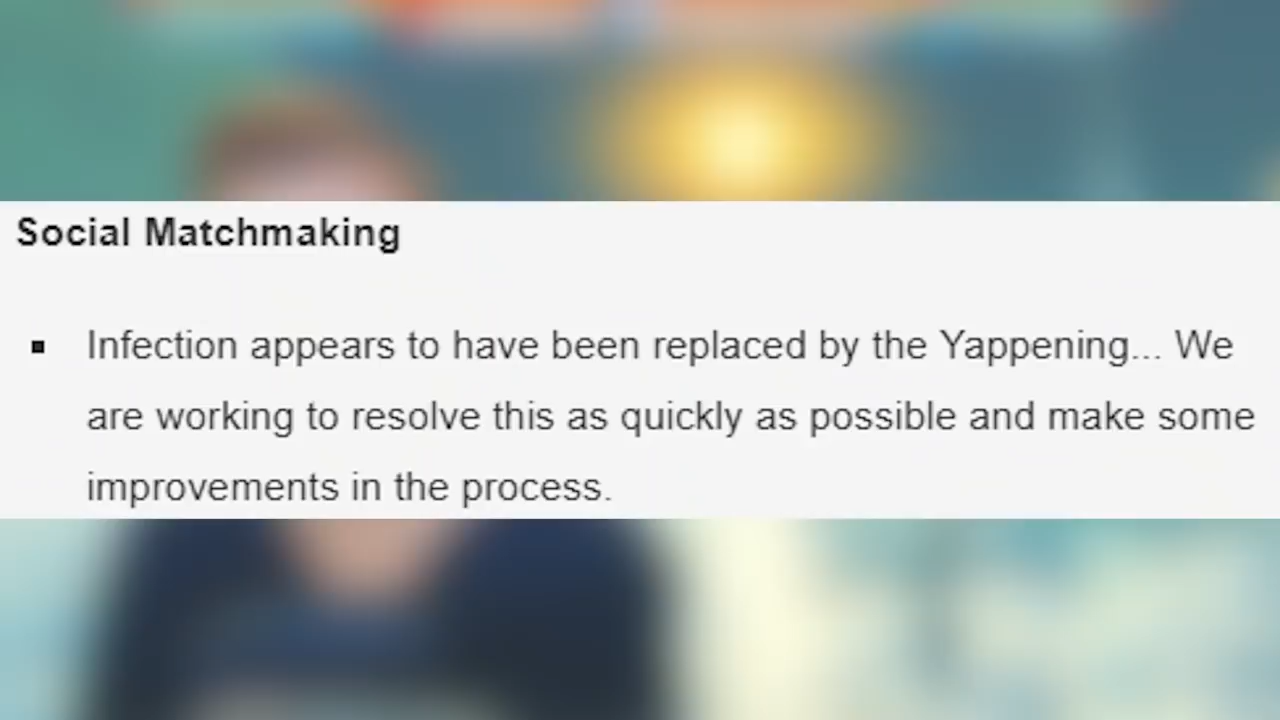 Social Matchmaking
▪ Infection appears to have been replaced by the Yappening... We
are working to resolve this as quickly as possible and make some
improvements in the process.